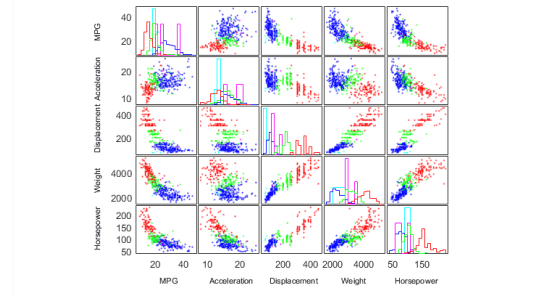 40
20
MPG
20
10
Acceleration
400
200
Displacement
4000
2000
Weight
200
150
100
50
Horsepower
20 40 10 20 200 400 2000 4000 50 150
MPG Acceleration Displacement Weight Horsepower